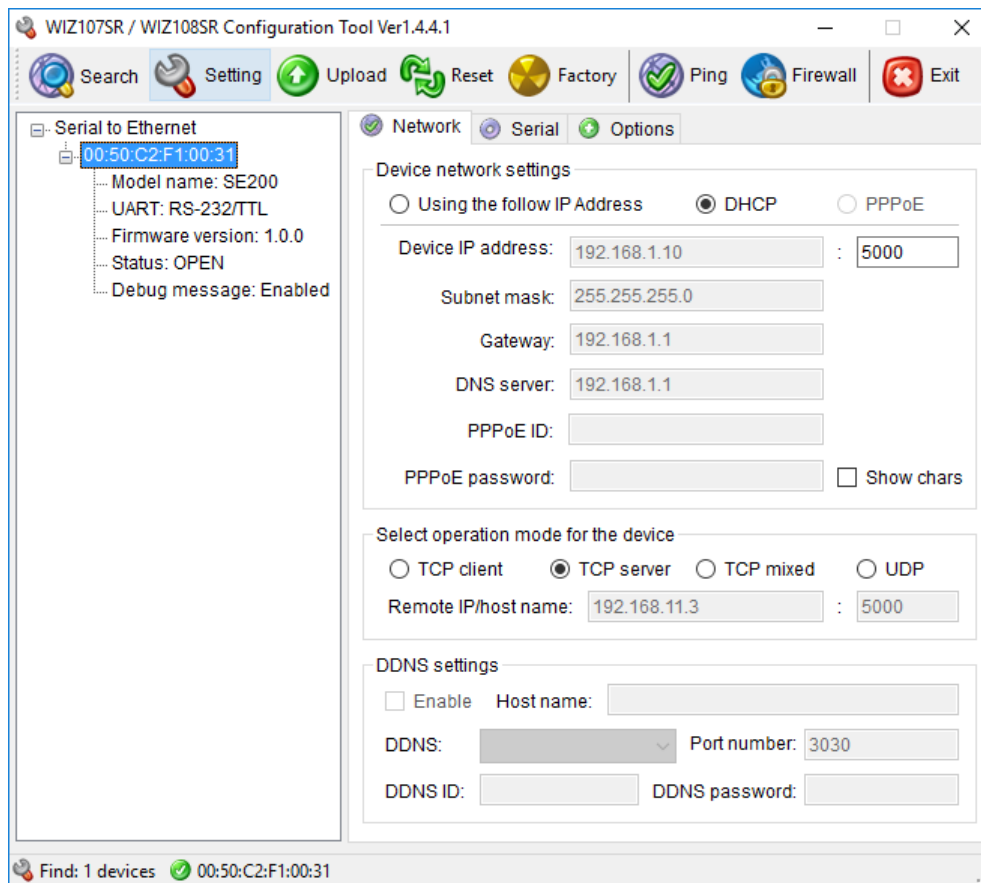 WIZ107SR / WIZ108SR Configuration Tool Ver1.4.4.1
Search Setting Upload Reset Factory Ping Firewall Exit
Serial to Ethernet
00:50:C2:F1:00:31
Model name: SE200
UART: RS-232/TTL
Firmware version: 1.0.0
Status: OPEN
Debug message: Enabled
Network Serial Options
Device network settings
Using the follow IP Address DHCP PPPoE
Device IP address: 192.168.1.10 : 5000
Subnet mask: 255.255.255.0
Gateway: 192.168.1.1
DNS server: 192.168.1.1
PPPoE ID:
PPPoE password: Show chars
Select operation mode for the device
TCP client TCP server TCP mixed UDP
Remote IP/host name: 192.168.11.3 : 5000
DDNS settings
Enable Host name:
DDNS: Port number: 3030
DDNS ID: DDNS password:
Find: 1 devices 00:50:C2:F1:00:31